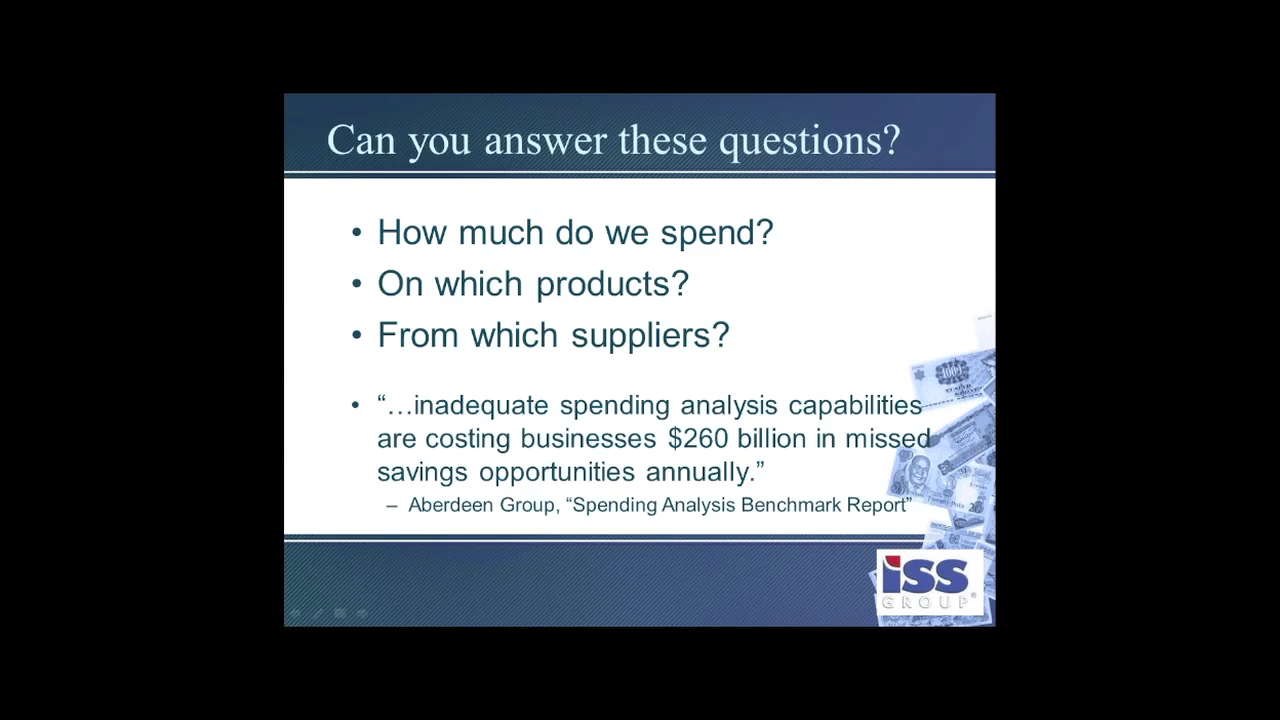 Can you answer these questions?
• How much do we spend?
• On which products?
• From which suppliers?
• “…inadequate spending analysis capabilities
are costing businesses $260 billion in missed
savings opportunities annually.”
– Aberdeen Group, “Spending Analysis Benchmark Report”
1000
iSS
GROUP®